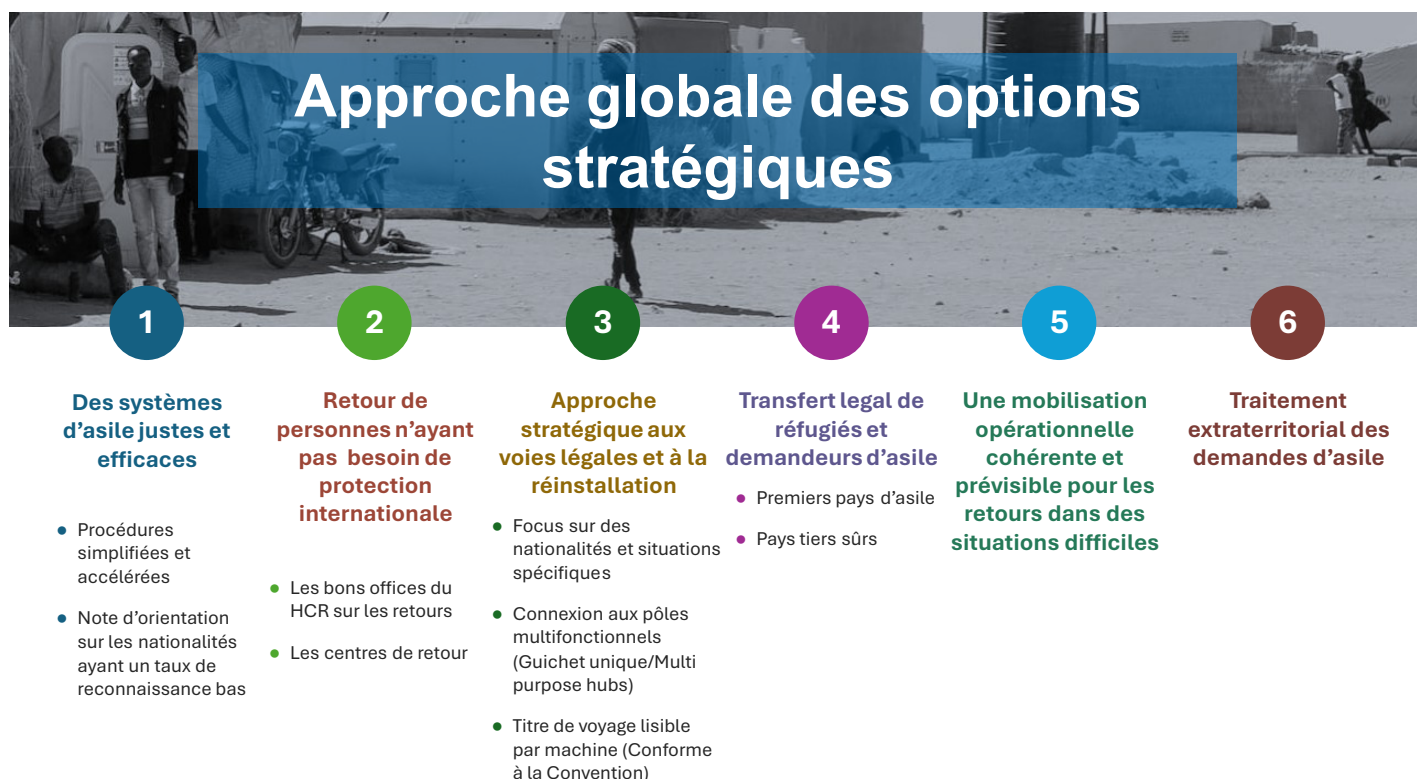 Approche globale des options
stratégiques
1
Des systèmes
d’asile justes et
efficaces
Procédures
simplifiées et
accélérées
Note d’orientation
sur les nationalités
ayant un taux de
reconnaissance bas
2
Retour de
personnes n’ayant
pas besoin de
protection
internationale
Les bons offices du
HCR sur les retours
Les centres de retour
3
Approche
stratégique aux
voies légales et à la
réinstallation
Focus sur des
nationalités et situations
spécifiques
Connexion aux pôles
multifonctionnels
(Guichet unique/Multi
purpose hubs)
Titre de voyage lisible
par machine (Conforme
à la Convention)
4
Transfert legal de
réfugiés et
demandeurs d’asile
Premiers pays d’asile
Pays tiers sûrs
5
Une mobilisation
opérationnelle
cohérente et
prévisible pour les
retours dans des
situations difficiles
6
Traitement
extraterritorial des
demandes d’asile